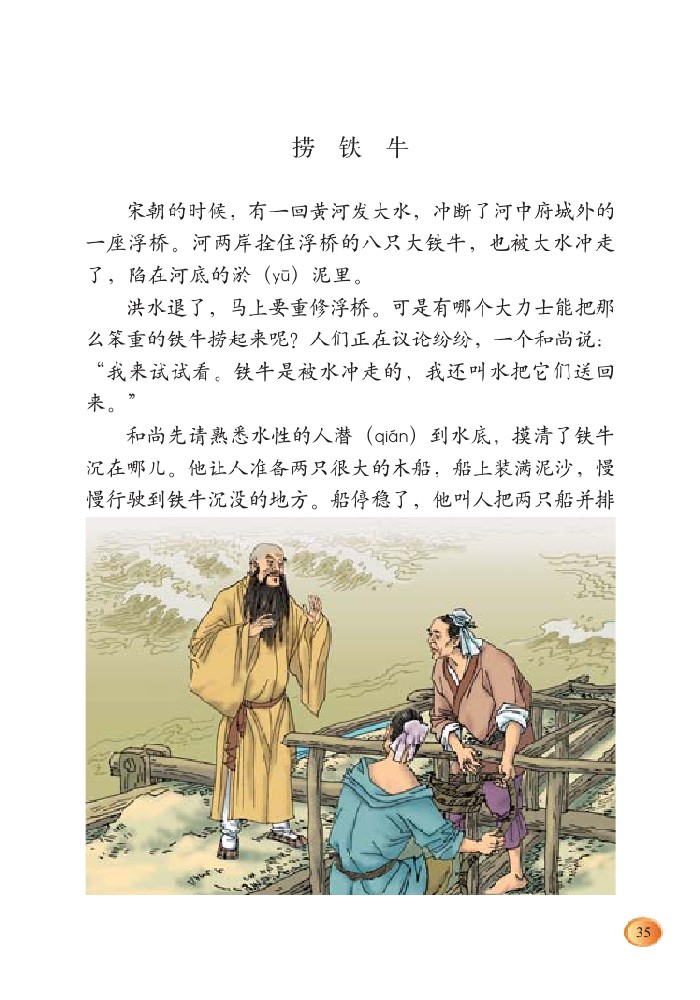 捞 铁 牛
宋朝的时候，有一回黄河发大水，冲断了河中府城外的
一座浮桥。河两岸拴住浮桥的八只大铁牛，也被大水冲走
了，陷在河底的淤（yū）泥里。
洪水退了，马上要重修浮桥。可是有哪个大力士能把那
么笨重的铁牛捞起来呢？人们正在议论纷纷，一个和尚说：
“我来试试看。铁牛是被水冲走的，我还叫水把它们送回
来。”
和尚先请熟悉水性的人潜（qián）到水底，摸清了铁牛
沉在哪儿。他让人准备两只很大的木船，船上装满泥沙，慢
慢行驶到铁牛沉没的地方。船停稳了，他叫人把两只船并排
35